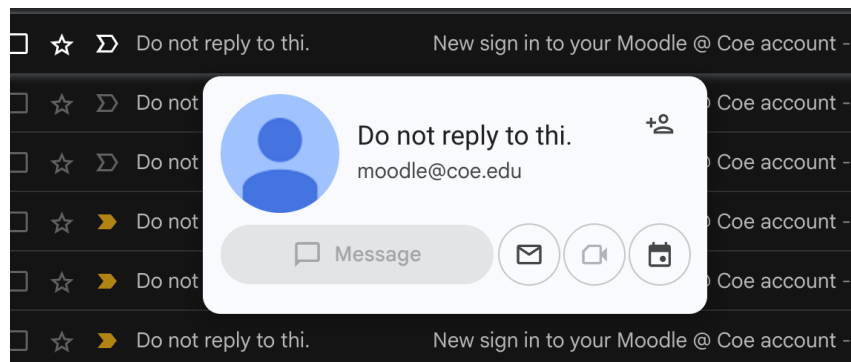 Do not reply to thi. New sign in to your Moodle @ Coe account -
Do not Coe account -
Do not Coe account -
Do not @ Coe account -
Do not @ Coe account -
Do not reply to thi. New sign in to your Moodle @ Coe account -
Do not reply to thi.
moodle@coe.edu
Message